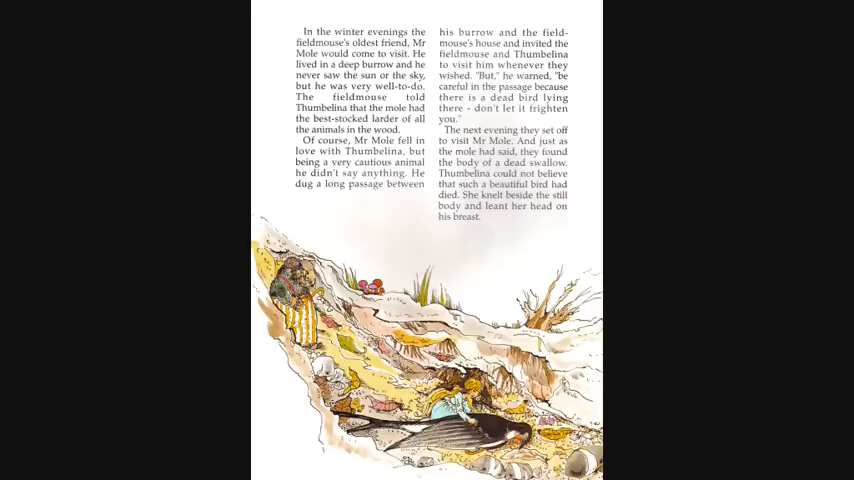 In the winter evenings the
fieldmouse's oldest friend, Mr
Mole would come to visit. He
lived in a deep burrow and he
never saw the sun or the sky,
but he was very well-to-do.
The fieldmouse told
Thumbelina that the mole had
the best-stocked larder of all
the animals in the wood.
Of course, Mr Mole fell in
love with Thumbelina, but
being a very cautious animal
he didn't say anything. He
dug a long passage between
his burrow and the field-
mouse's house and invited the
fieldmouse and Thumbelina
to visit him whenever they
wished. "But," he warned, "be
careful in the passage because
there is a dead bird lying
there - don't let it frighten
you."
The next evening they set off
to visit Mr Mole. And just as
the mole had said, they found
the body of a dead swallow.
Thumbelina could not believe
that such a beautiful bird had
died. She knelt beside the still
body and leant her head on
his breast.